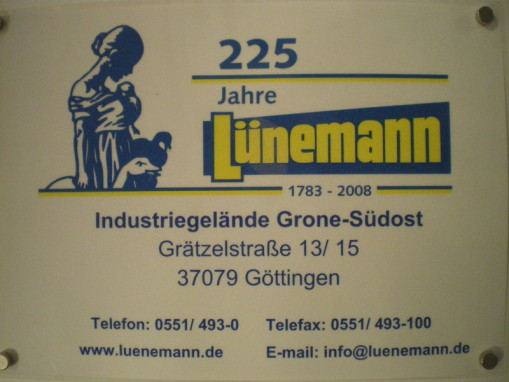 225
Jahre
Lünemann
1783 - 2008
Industriegelände Grone-Südost
Grätzelstraße 13/ 15
37079 Göttingen
Telefon: 0551/ 493-0 Telefax: 0551/ 493-100
www.luenemann.de E-mail: info@luenemann.de